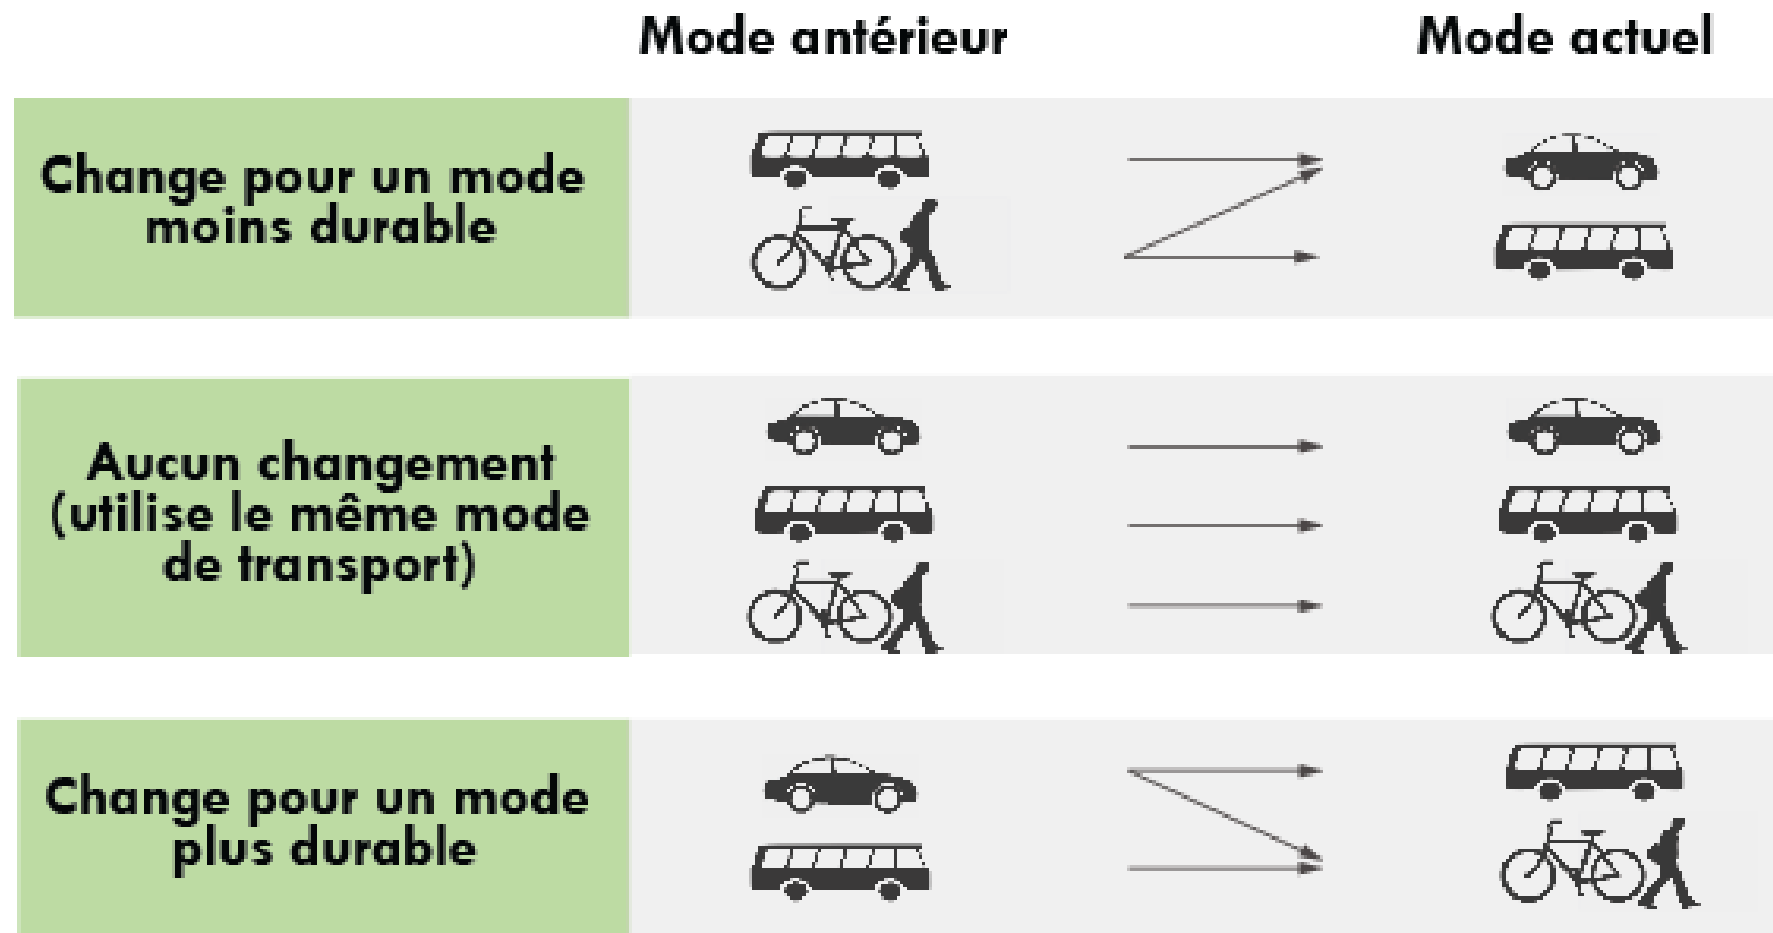 Mode antérieur
Mode actuel
Change pour un mode
moins durable
Aucun changement
(utilise le même mode
de transport)
Change pour un mode
plus durable